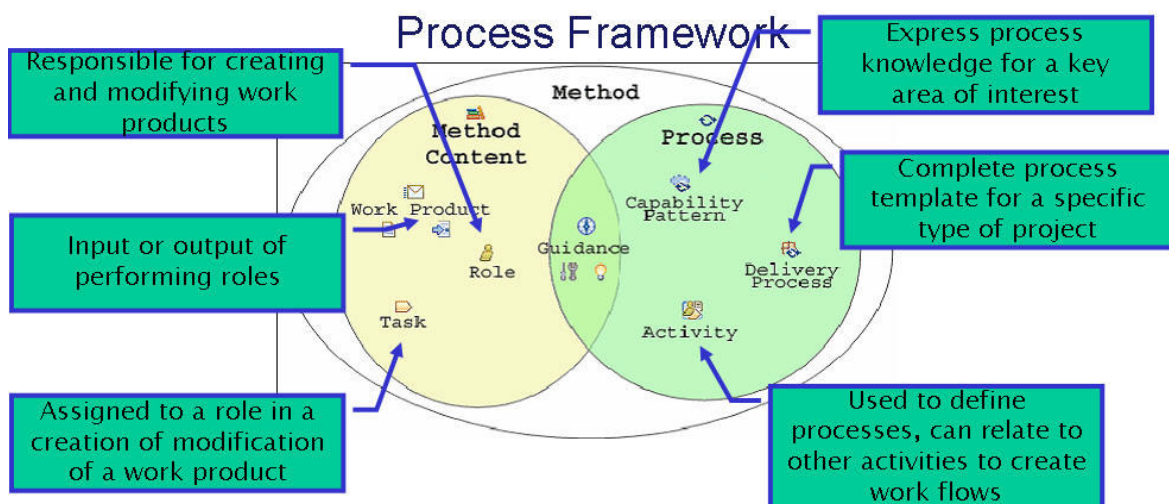 Process Framework
Responsible for creating
and modifying work
products
Express process
knowledge for a key
area of interest
Method
Method
Content
Process
Work Product
Capability
Pattern
Complete process
template for a specific
type of project
Input or output of
performing roles
Guidance
Role
Delivery
Process
Task
Activity
Assigned to a role in a
creation of modification
of a work product
Used to define
processes, can relate to
other activities to create
work flows